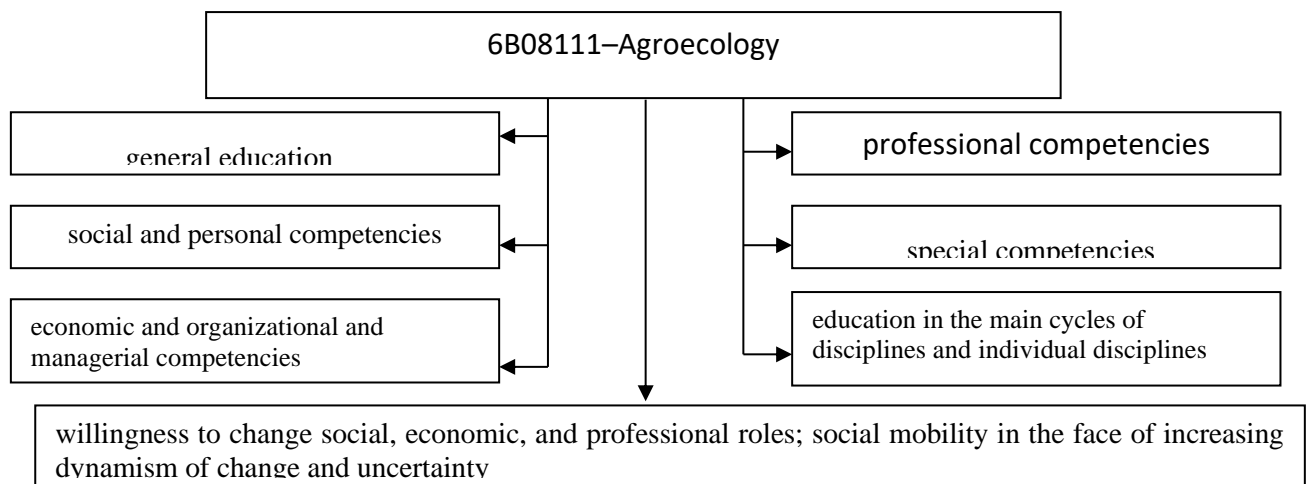 6B08111–Agroecology
general education
professional competencies
social and personal competencies
special competencies
economic and organizational and
managerial competencies
education in the main cycles of
disciplines and individual disciplines
willingness to change social, economic, and professional roles; social mobility in the face of increasing
dynamism of change and uncertainty